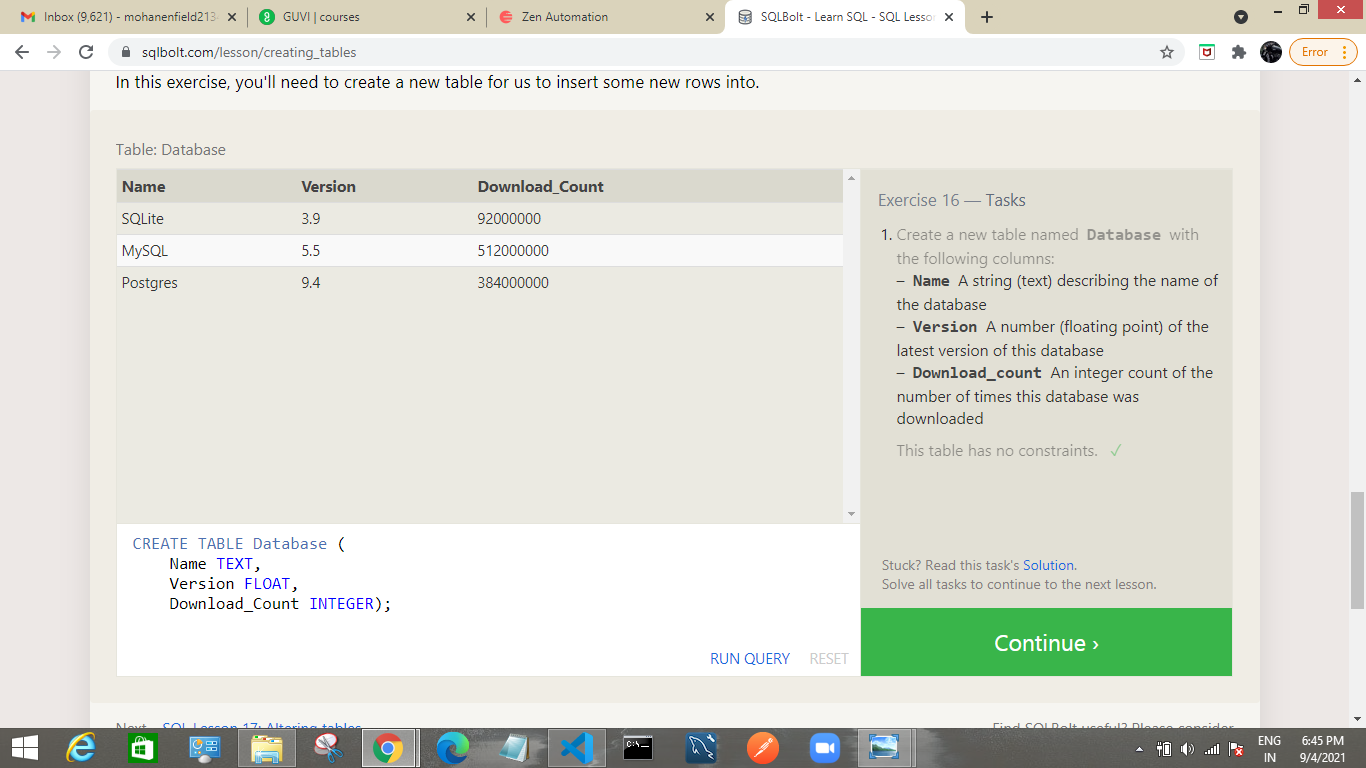 Inbox (9,621) - mohanenfield213
GUVI | courses
Zen Automation
SQLBolt - Learn SQL - SQL Lesso
sqlbolt.com/lesson/creating_tables
Error
In this exercise, you'll need to create a new table for us to insert some new rows into.
Table: Database
Name Version Download_Count
SQLite 3.9 92000000
MySQL 5.5 512000000
Postgres 9.4 384000000
CREATE TABLE Database (
Name TEXT,
Version FLOAT,
Download_Count INTEGER);
RUN QUERY RESET
Exercise 16 — Tasks
1. Create a new table named Database with
the following columns:
– Name A string (text) describing the name of
the database
– Version A number (floating point) of the
latest version of this database
– Download_count An integer count of the
number of times this database was
downloaded
This table has no constraints. ✓
Stuck? Read this task's Solution.
Solve all tasks to continue to the next lesson.
Continue ›
Next – SQL Lesson 17: Altering tables
Find SQLBolt useful? Please consider
C:\_
ENG
IN
6:45 PM
9/4/2021